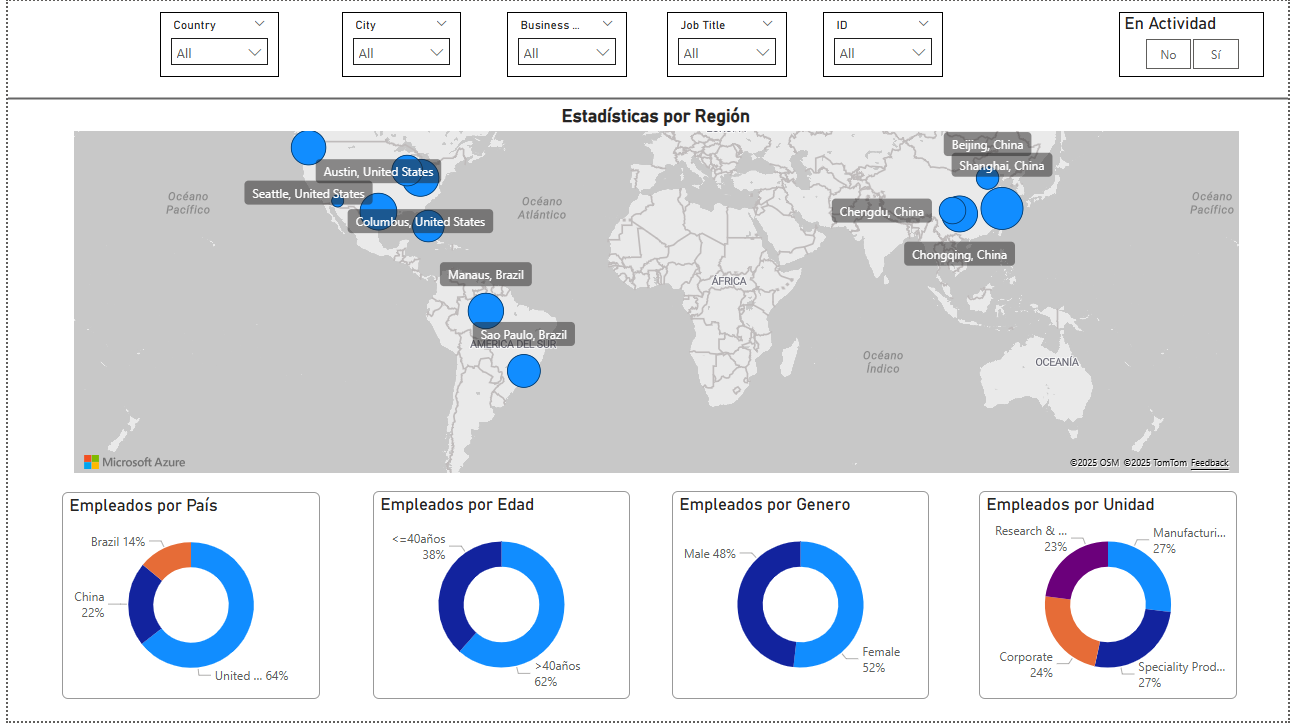 Country
All
City
All
Business ...
All
Job Title
All
ID
All
En Actividad
No
Sí
Estadísticas por Región
Beijing, China
Austin, United States
Shanghai, China
Seattle, United States
Océano
Pacífico
Océano
Atlántico
Océano
Pacífico
Chengdu, China
Columbus, United States
Chongqing, China
Manaus, Brazil
ÁFRICA
Sao Paulo, Brazil
AMÉRICA DEL SUR
Océano
Índico
OCEANÍA
Microsoft Azure
©2025 OSM ©2025 TomTom Feedback
Empleados por País
Brazil 14%
China
22%
United ... 64%
Empleados por Edad
<=40años
38%
>40años
62%
Empleados por Genero
Male 48%
Female
52%
Empleados por Unidad
Research & ...
23%
Manufacturi...
27%
Corporate
24%
Speciality Prod...
27%